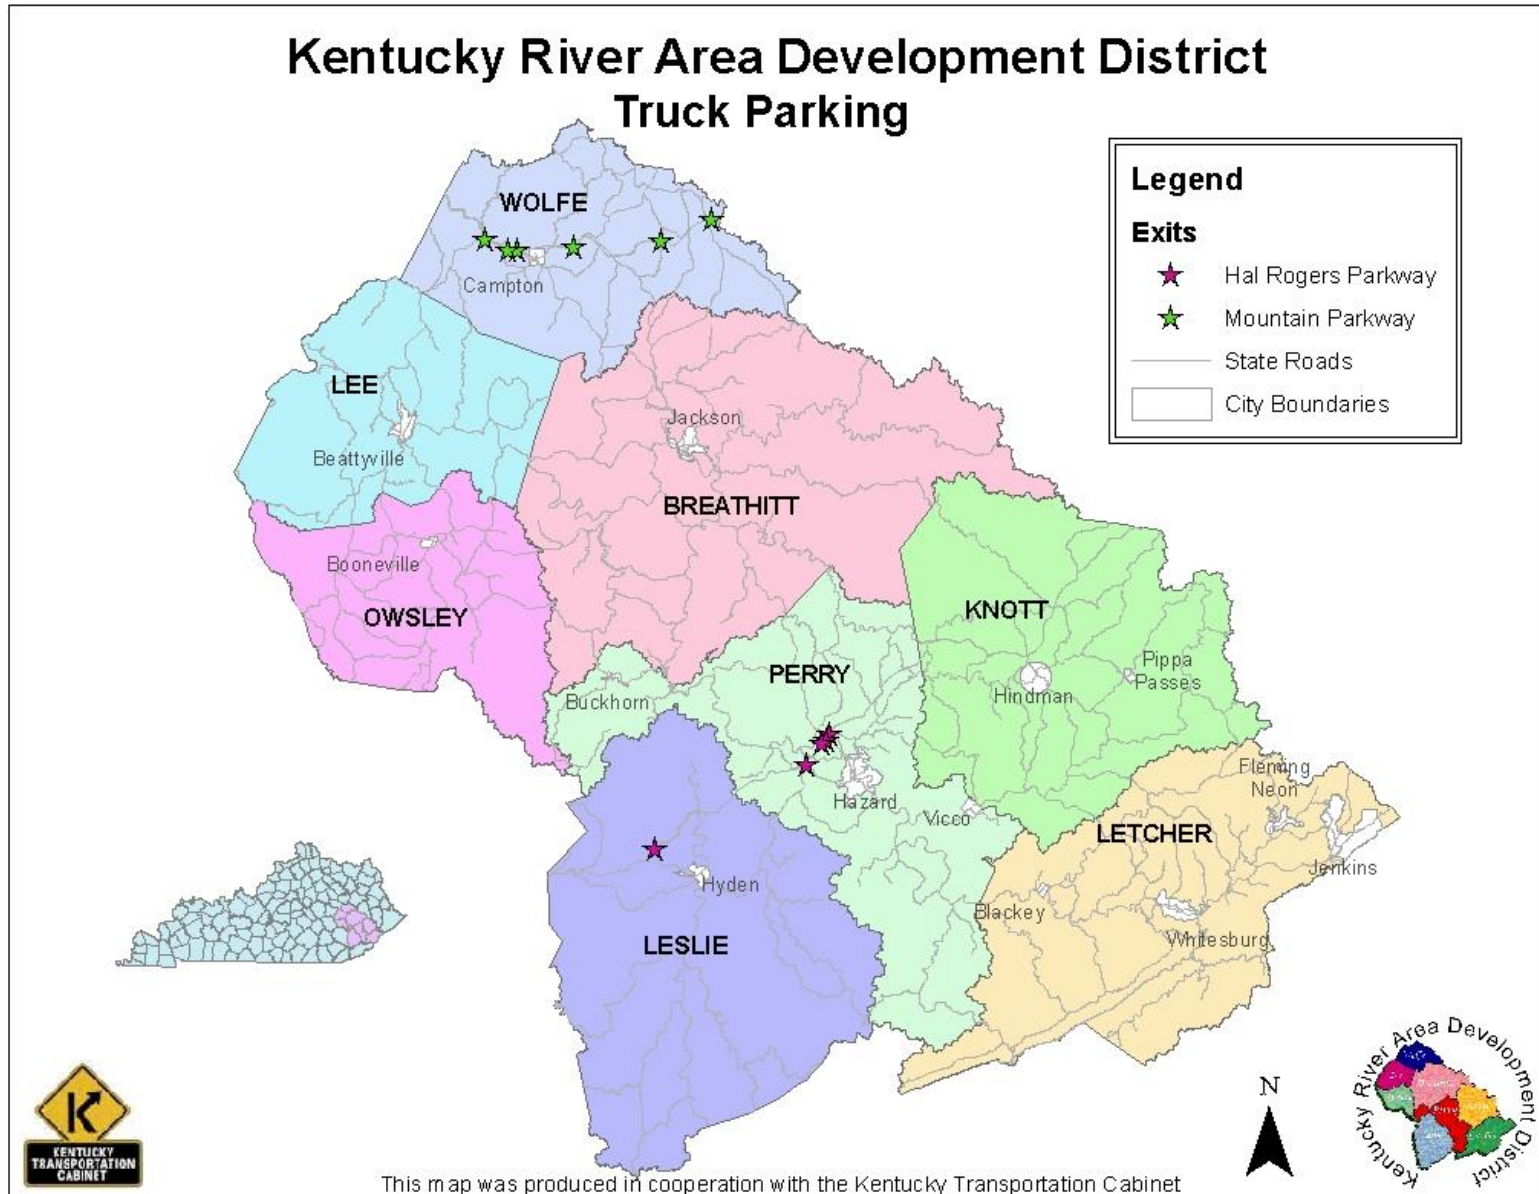 Kentucky River Area Development District
Truck Parking
Legend
Exits
Hal Rogers Parkway
Mountain Parkway
State Roads
City Boundaries
WOLFE
Campton
LEE
Beattyville
Jackson
BREATHITT
Booneville
OWSLEY
KNOTT
Pippa
Passes
Hindman
PERRY
Buckhorn
Hazard
Vicco
Fleming
Neon
LETCHER
Jenkins
Hyden
Blackey
Whitesburg
LESLIE
K
KENTUCKY
TRANSPORTATION
CABINET
N
Kentucky River Area Development District
This map was produced in cooperation with the Kentucky Transportation Cabinet